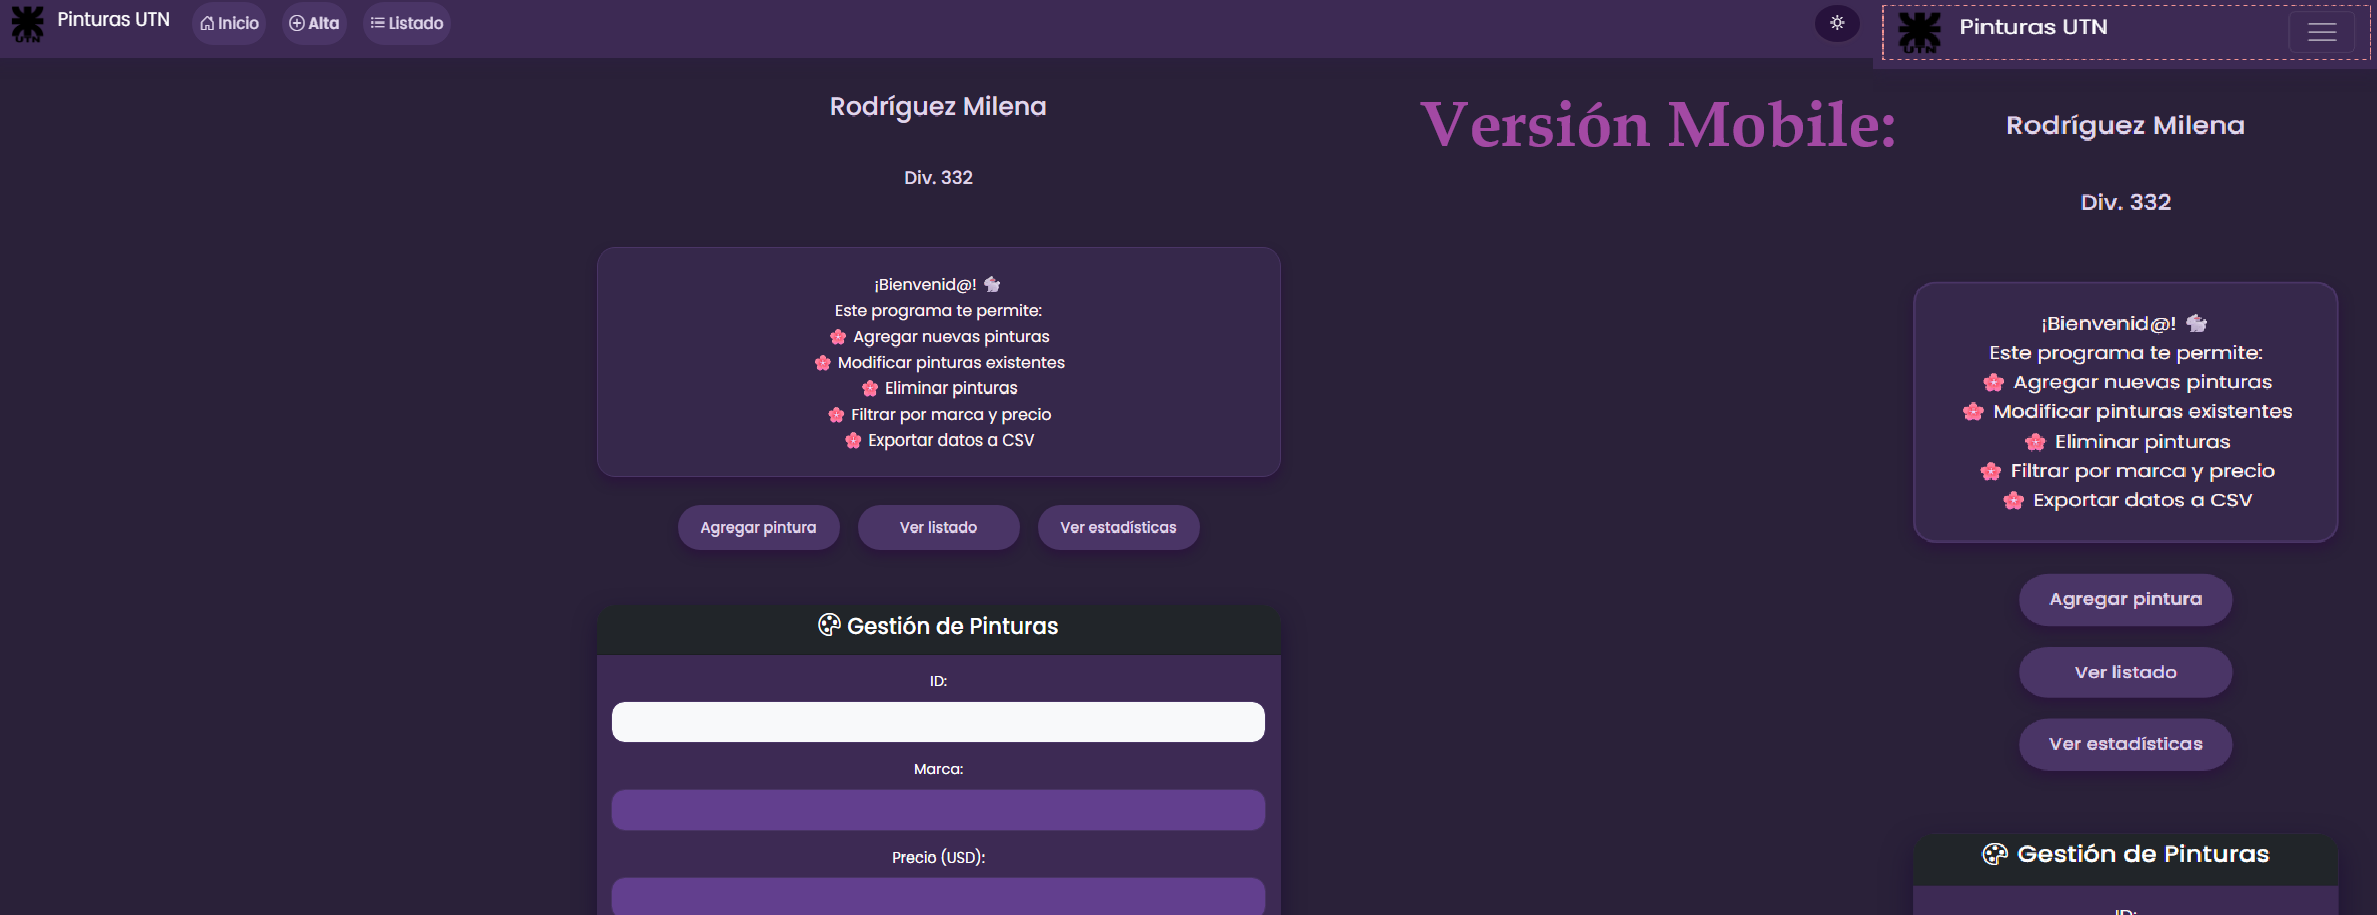 UTN
Pinturas UTN
Inicio
Alta
Listado
Rodríguez Milena
Div. 332
¡Bienvenid@!
Este programa te permite:
Agregar nuevas pinturas
Modificar pinturas existentes
Eliminar pinturas
Filtrar por marca y precio
Exportar datos a CSV
Agregar pintura
Ver listado
Ver estadísticas
Gestión de Pinturas
ID:
Marca:
Precio (USD):
Versión Mobile:
UTN
Pinturas UTN
Rodríguez Milena
Div. 332
¡Bienvenid@!
Este programa te permite:
Agregar nuevas pinturas
Modificar pinturas existentes
Eliminar pinturas
Filtrar por marca y precio
Exportar datos a CSV
Agregar pintura
Ver listado
Ver estadísticas
Gestión de Pinturas
ID: